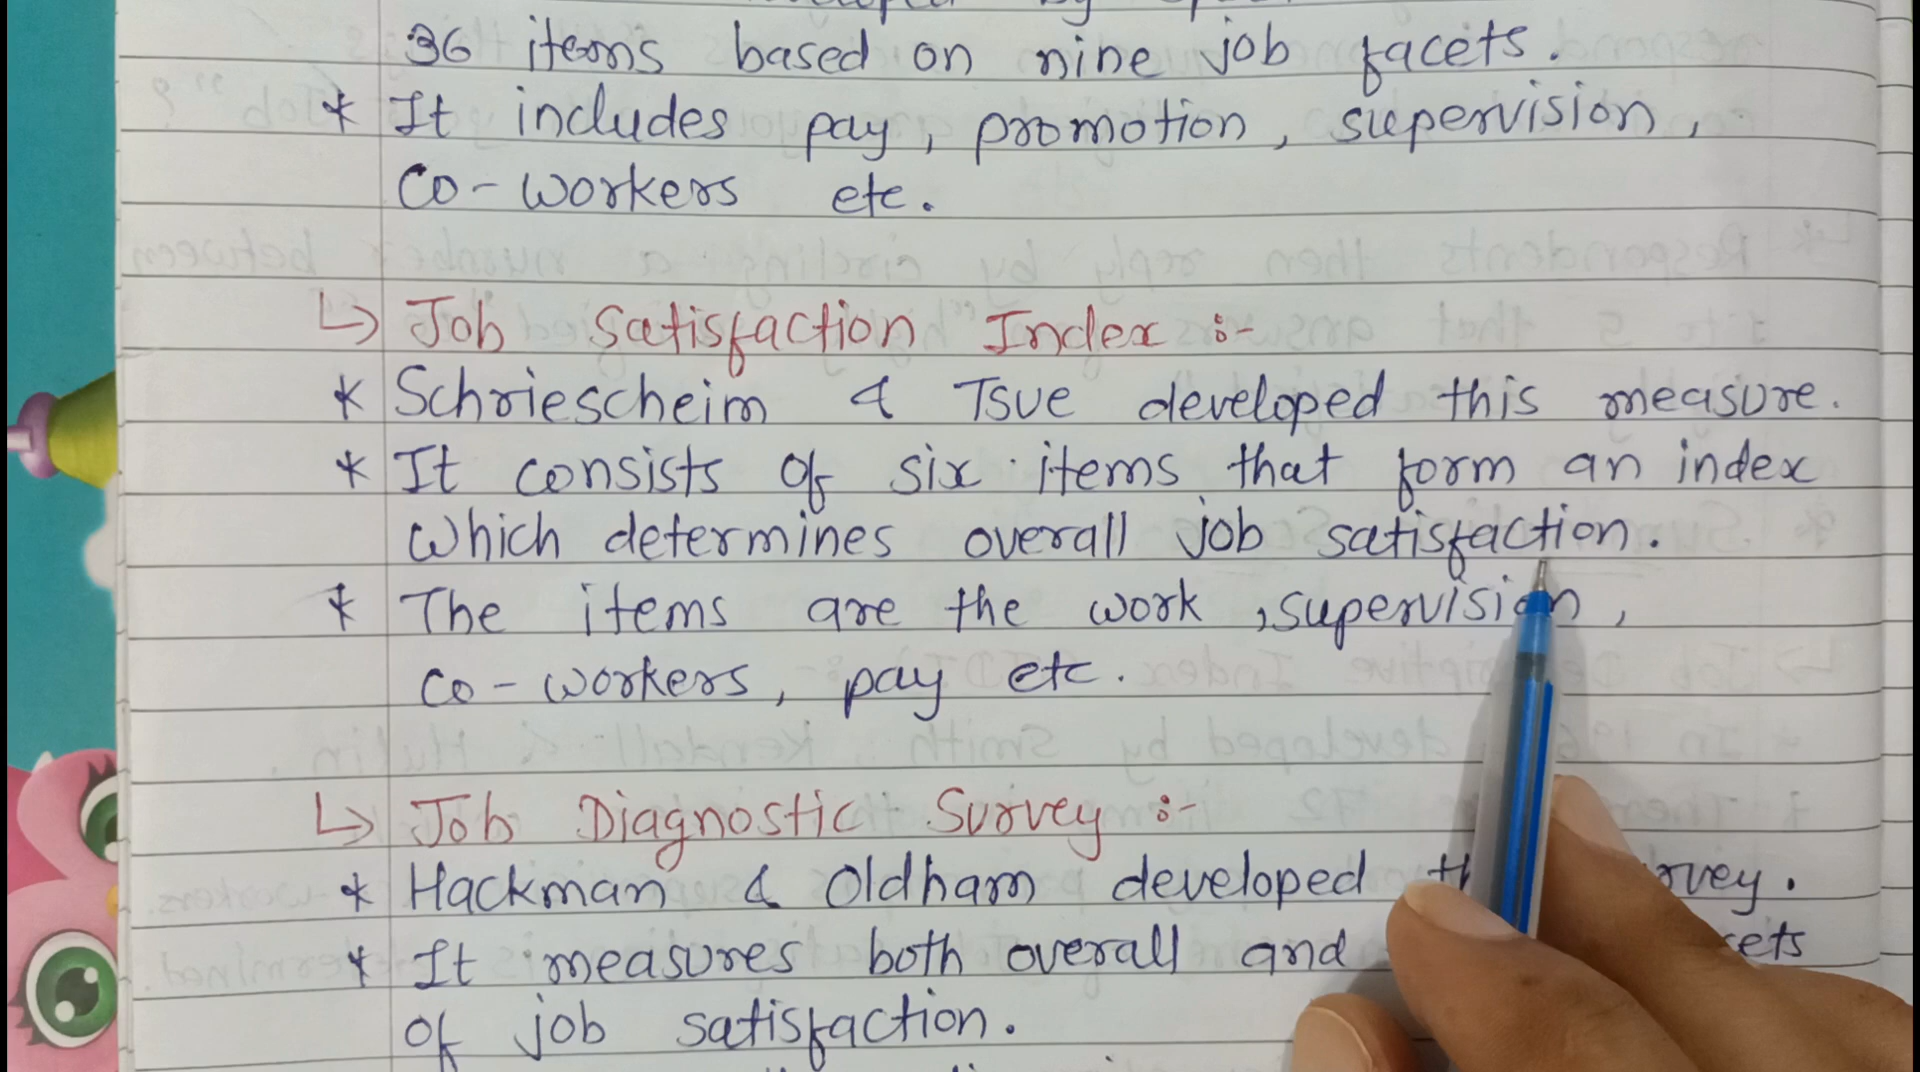 36 items based on nine job facets.
* It includes pay, promotion, supervision,
Co-workers etc.
↳ Job Satisfaction Index :-
* Schriescheim & Tsue developed this measure.
* It consists of six items that form an index
which determines overall job satisfaction.
* The items are the work, supervision,
co-workers, pay etc.
↳ Job Diagnostic Survey :-
* Hackman & Oldham developed
* It measures both overall and
of job satisfaction.